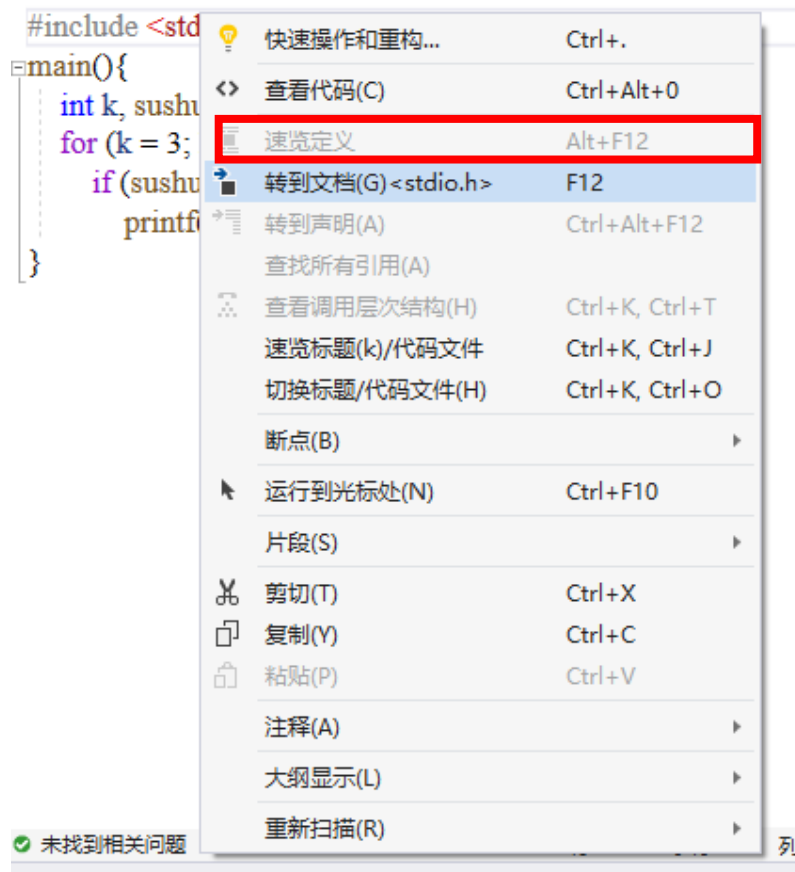 #include <std
main(){
int k, sushu
for (k = 3;
if (sushu
printf
}
快速操作和重构... Ctrl+.
查看代码(C) Ctrl+Alt+0
速览定义 Alt+F12
转到文档(G)<stdio.h> F12
转到声明(A) Ctrl+Alt+F12
查找所有引用(A)
查看调用层次结构(H) Ctrl+K, Ctrl+T
速览标题(k)/代码文件 Ctrl+K, Ctrl+J
切换标题/代码文件(H) Ctrl+K, Ctrl+O
断点(B)
运行到光标处(N) Ctrl+F10
片段(S)
剪切(T) Ctrl+X
复制(Y) Ctrl+C
粘贴(P) Ctrl+V
注释(A)
大纲显示(L)
重新扫描(R)
未找到相关问题 列